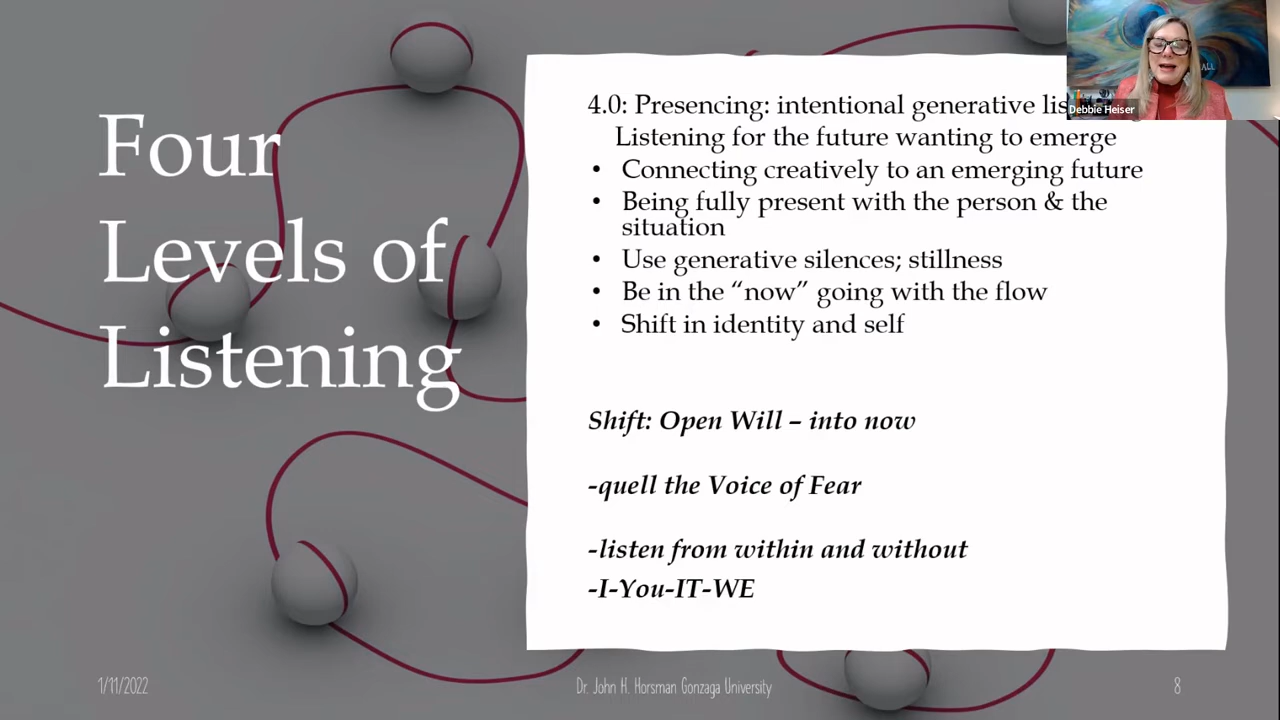 Four
Levels of
Listening
4.0: Presencing: intentional generative
Listening for the future wanting to emerge
• Connecting creatively to an emerging future
• Being fully present with the person & the
situation
• Use generative silences; stillness
• Be in the “now” going with the flow
• Shift in identity and self
Shift: Open Will – into now
-quell the Voice of Fear
-listen from within and without
-I-You-IT-WE
1/11/2022
Dr. John H. Horsman Gonzaga University
8
ALL
Debbie Heiser